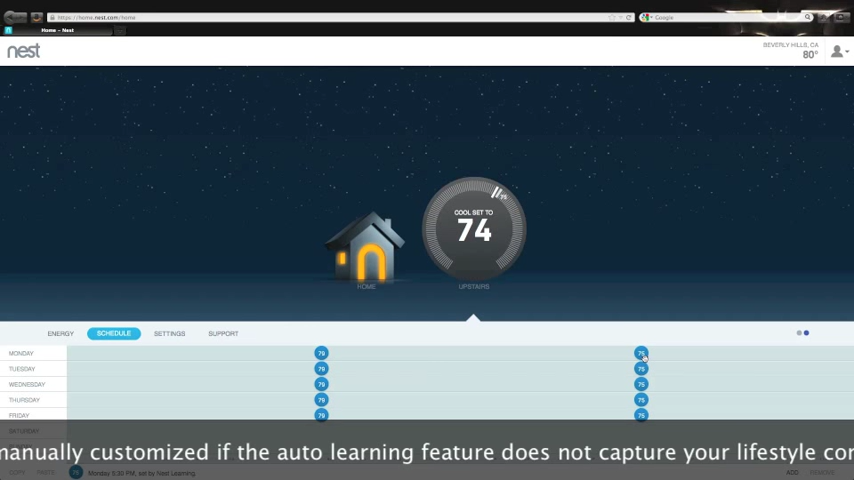 https://home.nest.com/home
Google
Home – Nest
nest
BEVERLY HILLS, CA
80°
75
COOL SET TO
74
HOME
UPSTAIRS
ENERGY SCHEDULE SETTINGS SUPPORT
MONDAY 79 75
TUESDAY 79 75
WEDNESDAY 79 75
THURSDAY 79 75
FRIDAY 79 75
SATURDAY
manually customized if the auto learning feature does not capture your lifestyle con
COPY PASTE 75 Monday 5:30 PM, set by Nest Learning. ADD REMOVE